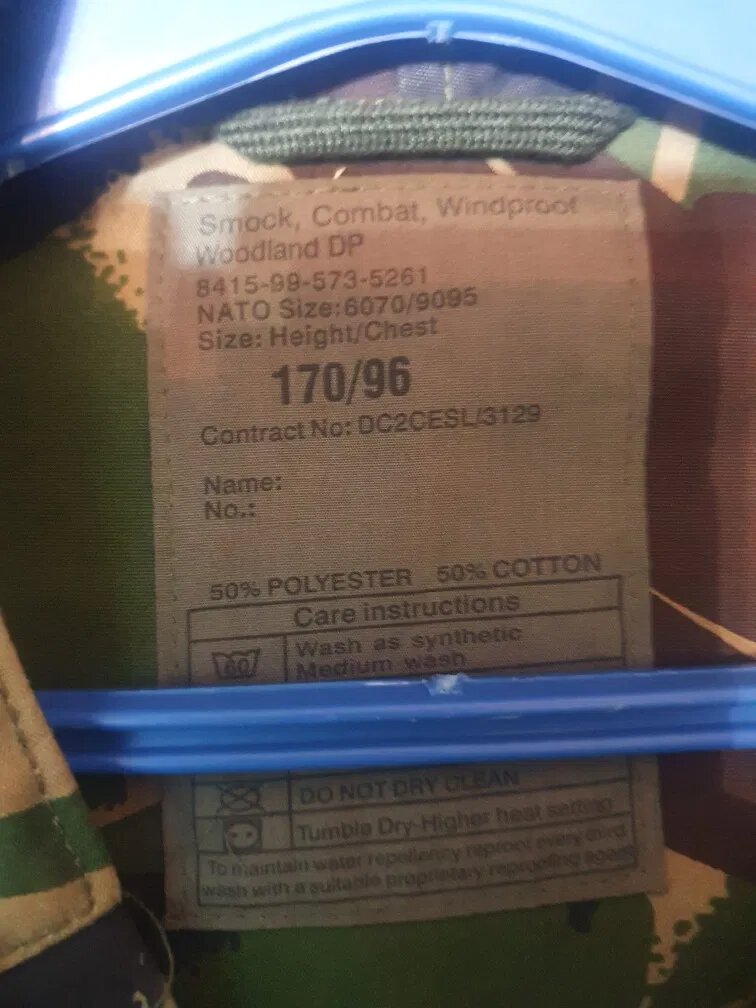 Smock, Combat, Windproof
Woodland DP
8415-99-573-5261
NATO Size:6070/9095
Size: Height/Chest
170/96
Contract No: DC2CESL/3129
Name:
No.:
50% POLYESTER 50% COTTON
Care instructions
60
Wash as synthetic
Medium wash
DO NOT DRY CLEAN
Tumble Dry-Higher heat setting
To maintain water repellency reproof every third
wash with a suitable proprietary reproofing agent